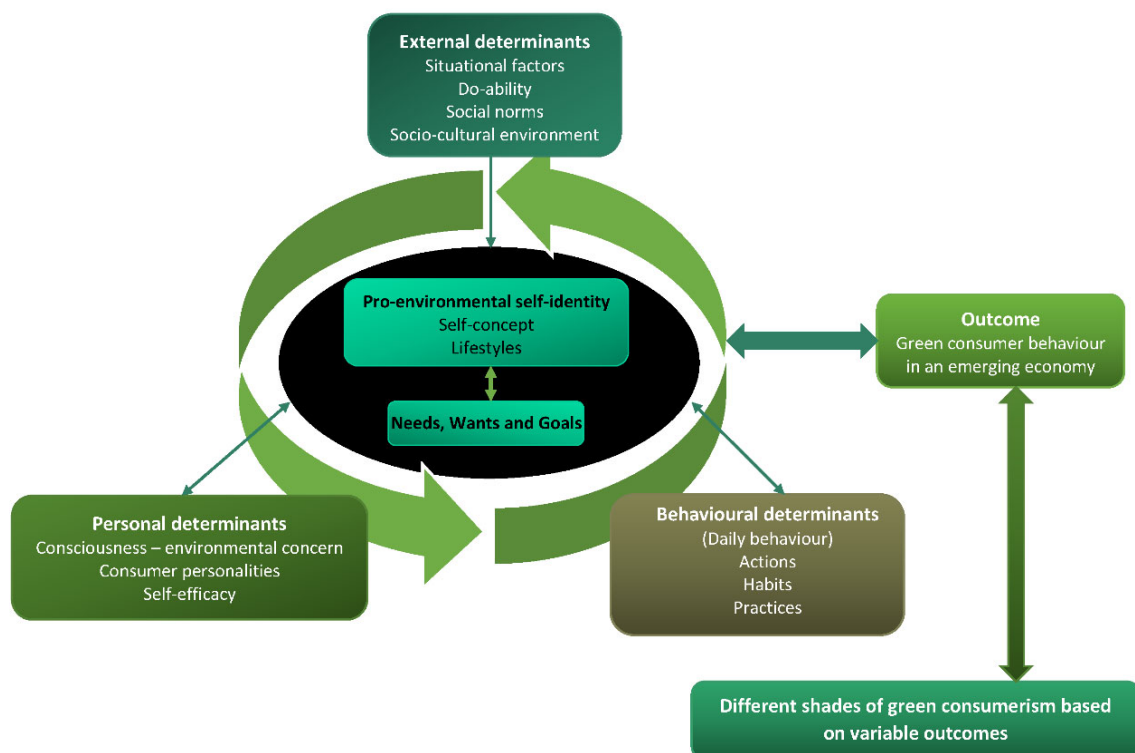 External determinants
Situational factors
Do-ability
Social norms
Socio-cultural environment
Pro-environmental self-identity
Self-concept
Lifestyles
Needs, Wants and Goals
Outcome
Green consumer behaviour
in an emerging economy
Personal determinants
Consciousness – environmental concern
Consumer personalities
Self-efficacy
Behavioural determinants
(Daily behaviour)
Actions
Habits
Practices
Different shades of green consumerism based
on variable outcomes